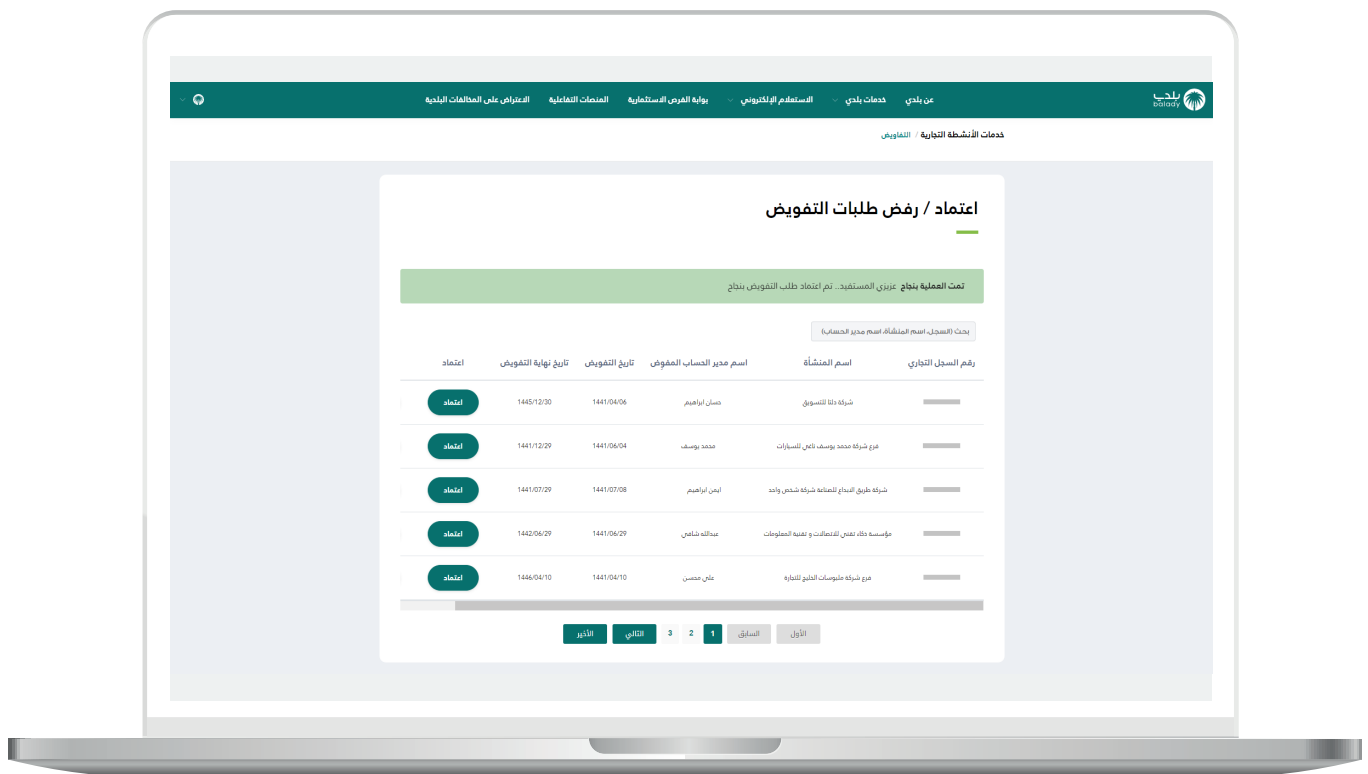 بلدي
balady
عن بلدي
خدمات بلدي
الاستعلام الإلكتروني
بوابة الفرص الاستثمارية
المنصات التفاعلية
الاعتراض على المخالفات البلدية
خدمات الأنشطة التجارية / التفاويض
اعتماد / رفض طلبات التفويض
تمت العملية بنجاح عزيزي المستفيد.. تم اعتماد طلب التفويض بنجاح
بحث (السجل، اسم المنشأة، اسم مدير الحساب)
رقم السجل التجاري اسم المنشأة اسم مدير الحساب المفوض تاريخ التفويض تاريخ نهاية التفويض اعتماد
شركة دلتا للتسويق حسان ابراهيم 1441/04/06 1445/12/30 اعتماد
فرع شركة محمد يوسف ناغي للسيارات محمد يوسف 1441/06/04 1441/12/29 اعتماد
شركة طريق الابداع للصناعة شركة شخص واحد ايمن ابراهيم 1441/07/08 1441/07/29 اعتماد
مؤسسة ذكاء تقني للاتصالات و تقنية المعلومات عبدالله شافعي 1441/06/29 1442/06/29 اعتماد
فرع شركة ملبوسات الخليج للتجارة علي محسن 1441/04/10 1446/04/10 اعتماد
الأول السابق 1 2 3 التالي الأخير